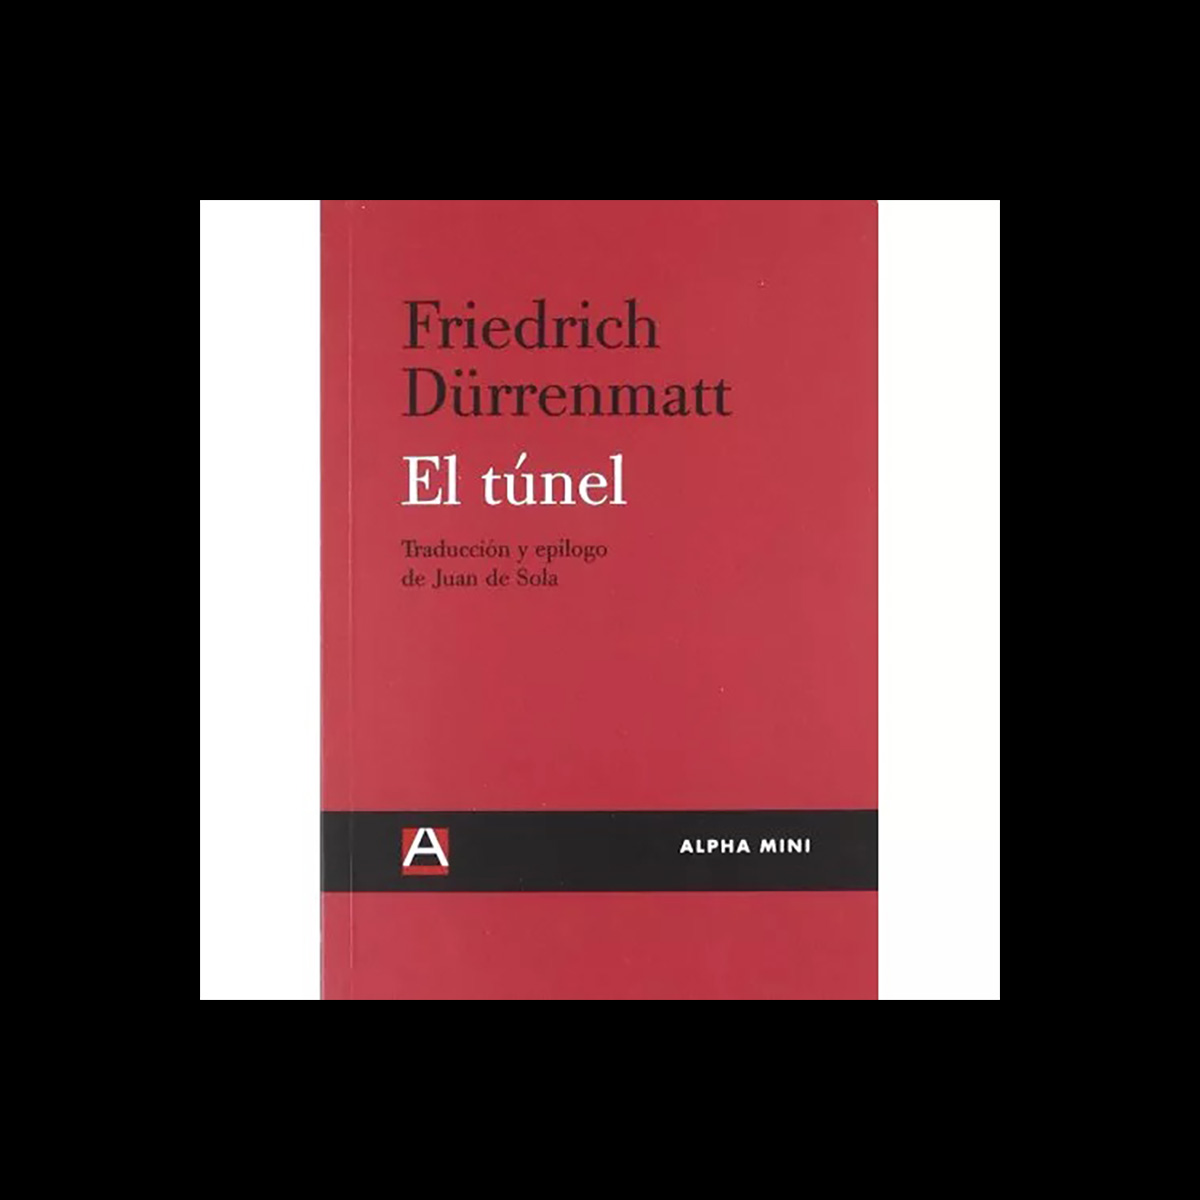 Friedrich
Dürrenmatt
El túnel
Traducción y epílogo
de Juan de Sola
A
ALPHA MINI